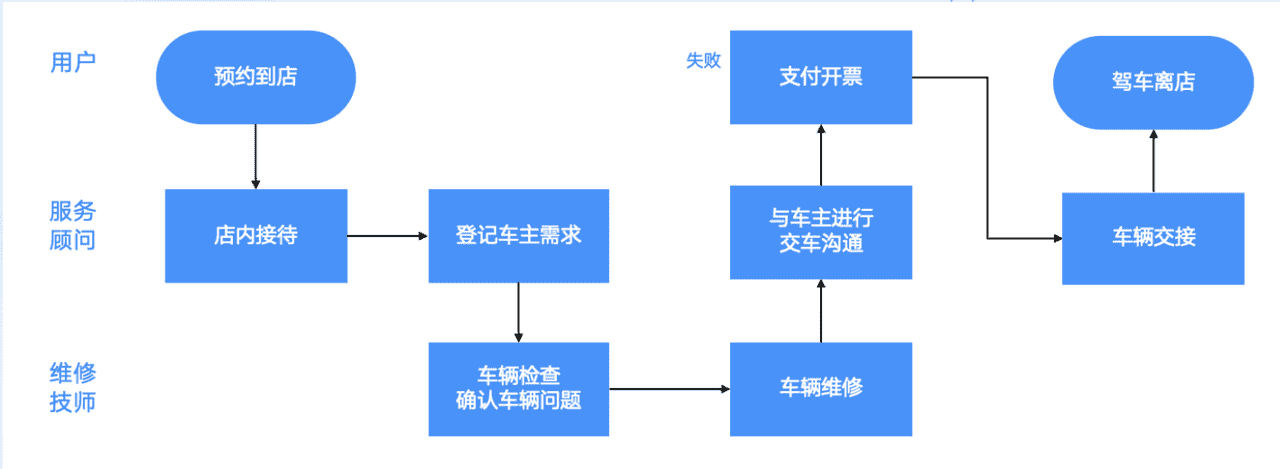 用户
预约到店
失败
支付开票
驾车离店
服务
顾问
店内接待
登记车主需求
与车主进行
交车沟通
车辆交接
维修
技师
车辆检查
确认车辆问题
车辆维修